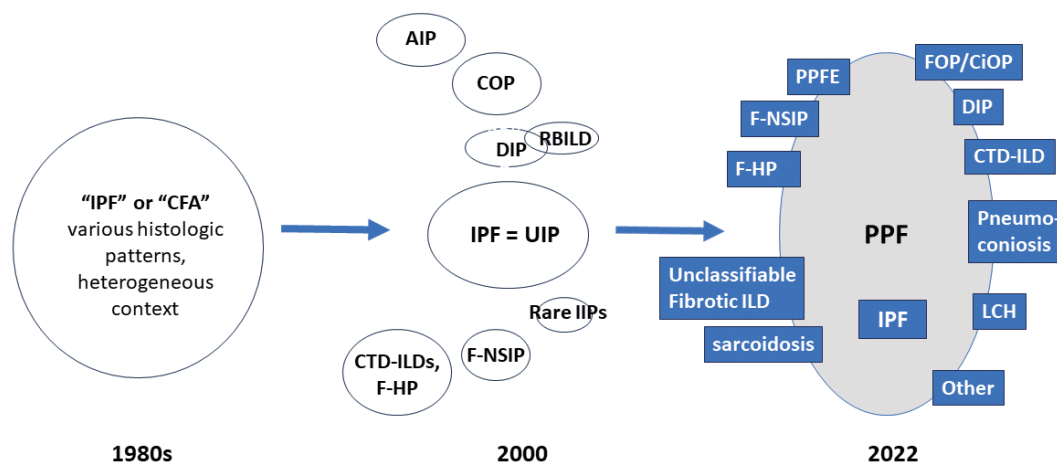 “IPF” or “CFA”
various histologic
patterns,
heterogeneous
context
1980s
AIP
COP
DIP
RBILD
IPF = UIP
Rare IIPs
CTD-ILDs,
F-HP
F-NSIP
2000
PPFE
FOP/CiOP
F-NSIP
DIP
F-HP
CTD-ILD
PPF
Pneumo-
coniosis
Unclassifiable
Fibrotic ILD
IPF
LCH
sarcoidosis
Other
2022